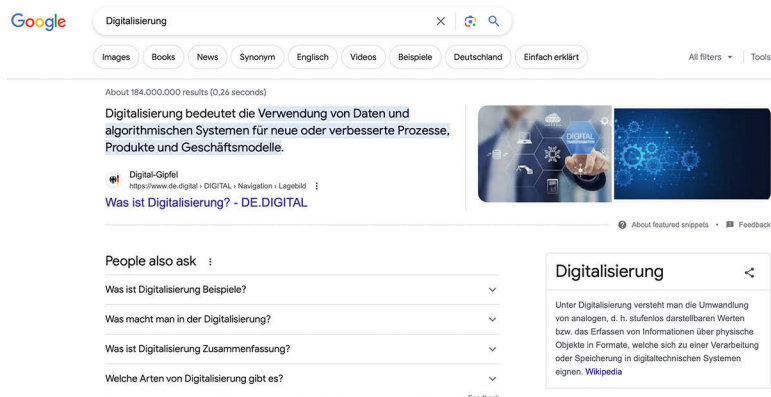 Google
Digitalisierung
Images Books News Synonym Englisch Videos Beispiele Deutschland Einfach erklärt
All filters Tools
About 184.000.000 results (0,26 seconds)
Digitalisierung bedeutet die Verwendung von Daten und
algorithmischen Systemen für neue oder verbesserte Prozesse,
Produkte und Geschäftsmodelle.
DIGITAL
TRANSFORMATION
Digital-Gipfel
https://www.de.digital › DIGITAL › Navigation › Lagebild
Was ist Digitalisierung? - DE.DIGITAL
About featured snippets • Feedback
People also ask
Was ist Digitalisierung Beispiele?
Was macht man in der Digitalisierung?
Was ist Digitalisierung Zusammenfassung?
Welche Arten von Digitalisierung gibt es?
Feedback
Digitalisierung
Unter Digitalisierung versteht man die Umwandlung
von analogen, d. h. stufenlos darstellbaren Werten
bzw. das Erfassen von Informationen über physische
Objekte in Formate, welche sich zu einer Verarbeitung
oder Speicherung in digitaltechnischen Systemen
eignen. Wikipedia